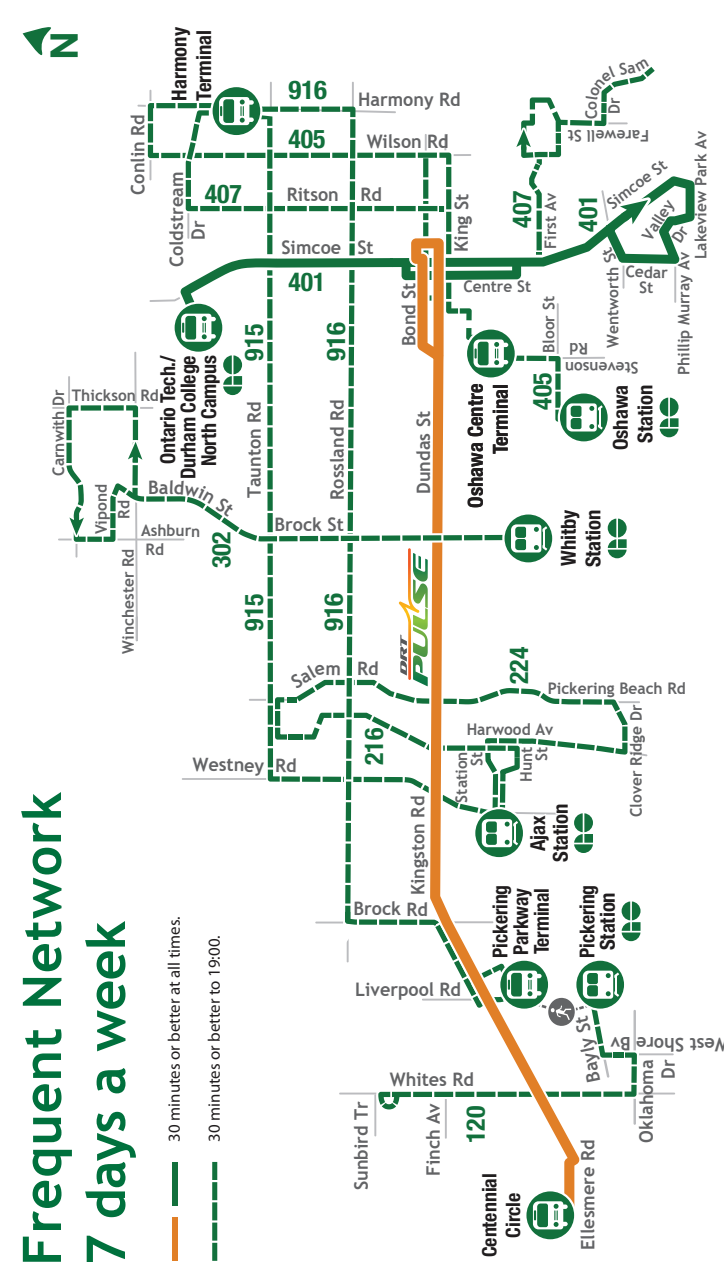 Frequent Network
7 days a week
30 minutes or better at all times.
30 minutes or better to 19:00.
N
Harmony
Terminal
916
Harmony Rd
Conlin Rd
405
Wilson Rd
Coldstream
Dr
407
Ritson Rd
King St
Simcoe St
401
407
First Av
Farewell St
Colonel Sam
Dr
401
Simcoe St
Valley
Dr
Lakeview Park Av
Wentworth St
Cedar
St
Phillip Murray Av
Centre St
Bond St
Ontario Tech./
Durham College
North Campus
915
916
Taunton Rd
Rossland Rd
Dundas St
Oshawa Centre
Terminal
Bloor St
Stevenson
Rd
405
Oshawa
Station
Carnwith Dr
Thickson Rd
Vipond
Rd
Baldwin St
Ashburn
Rd
Winchester Rd
302
Brock St
Whitby
Station
915
916
DRT
PULSE
Salem Rd
224
Pickering Beach Rd
216
Harwood Av
Station
St
Hunt
St
Clover Ridge Dr
Westney Rd
Kingston Rd
Ajax
Station
Brock Rd
Pickering
Parkway
Terminal
Pickering
Station
Liverpool Rd
Bayly St
West Shore Bv
Oklahoma
Dr
Whites Rd
Sunbird Tr
Finch Av
120
Centennial
Circle
Ellesmere Rd